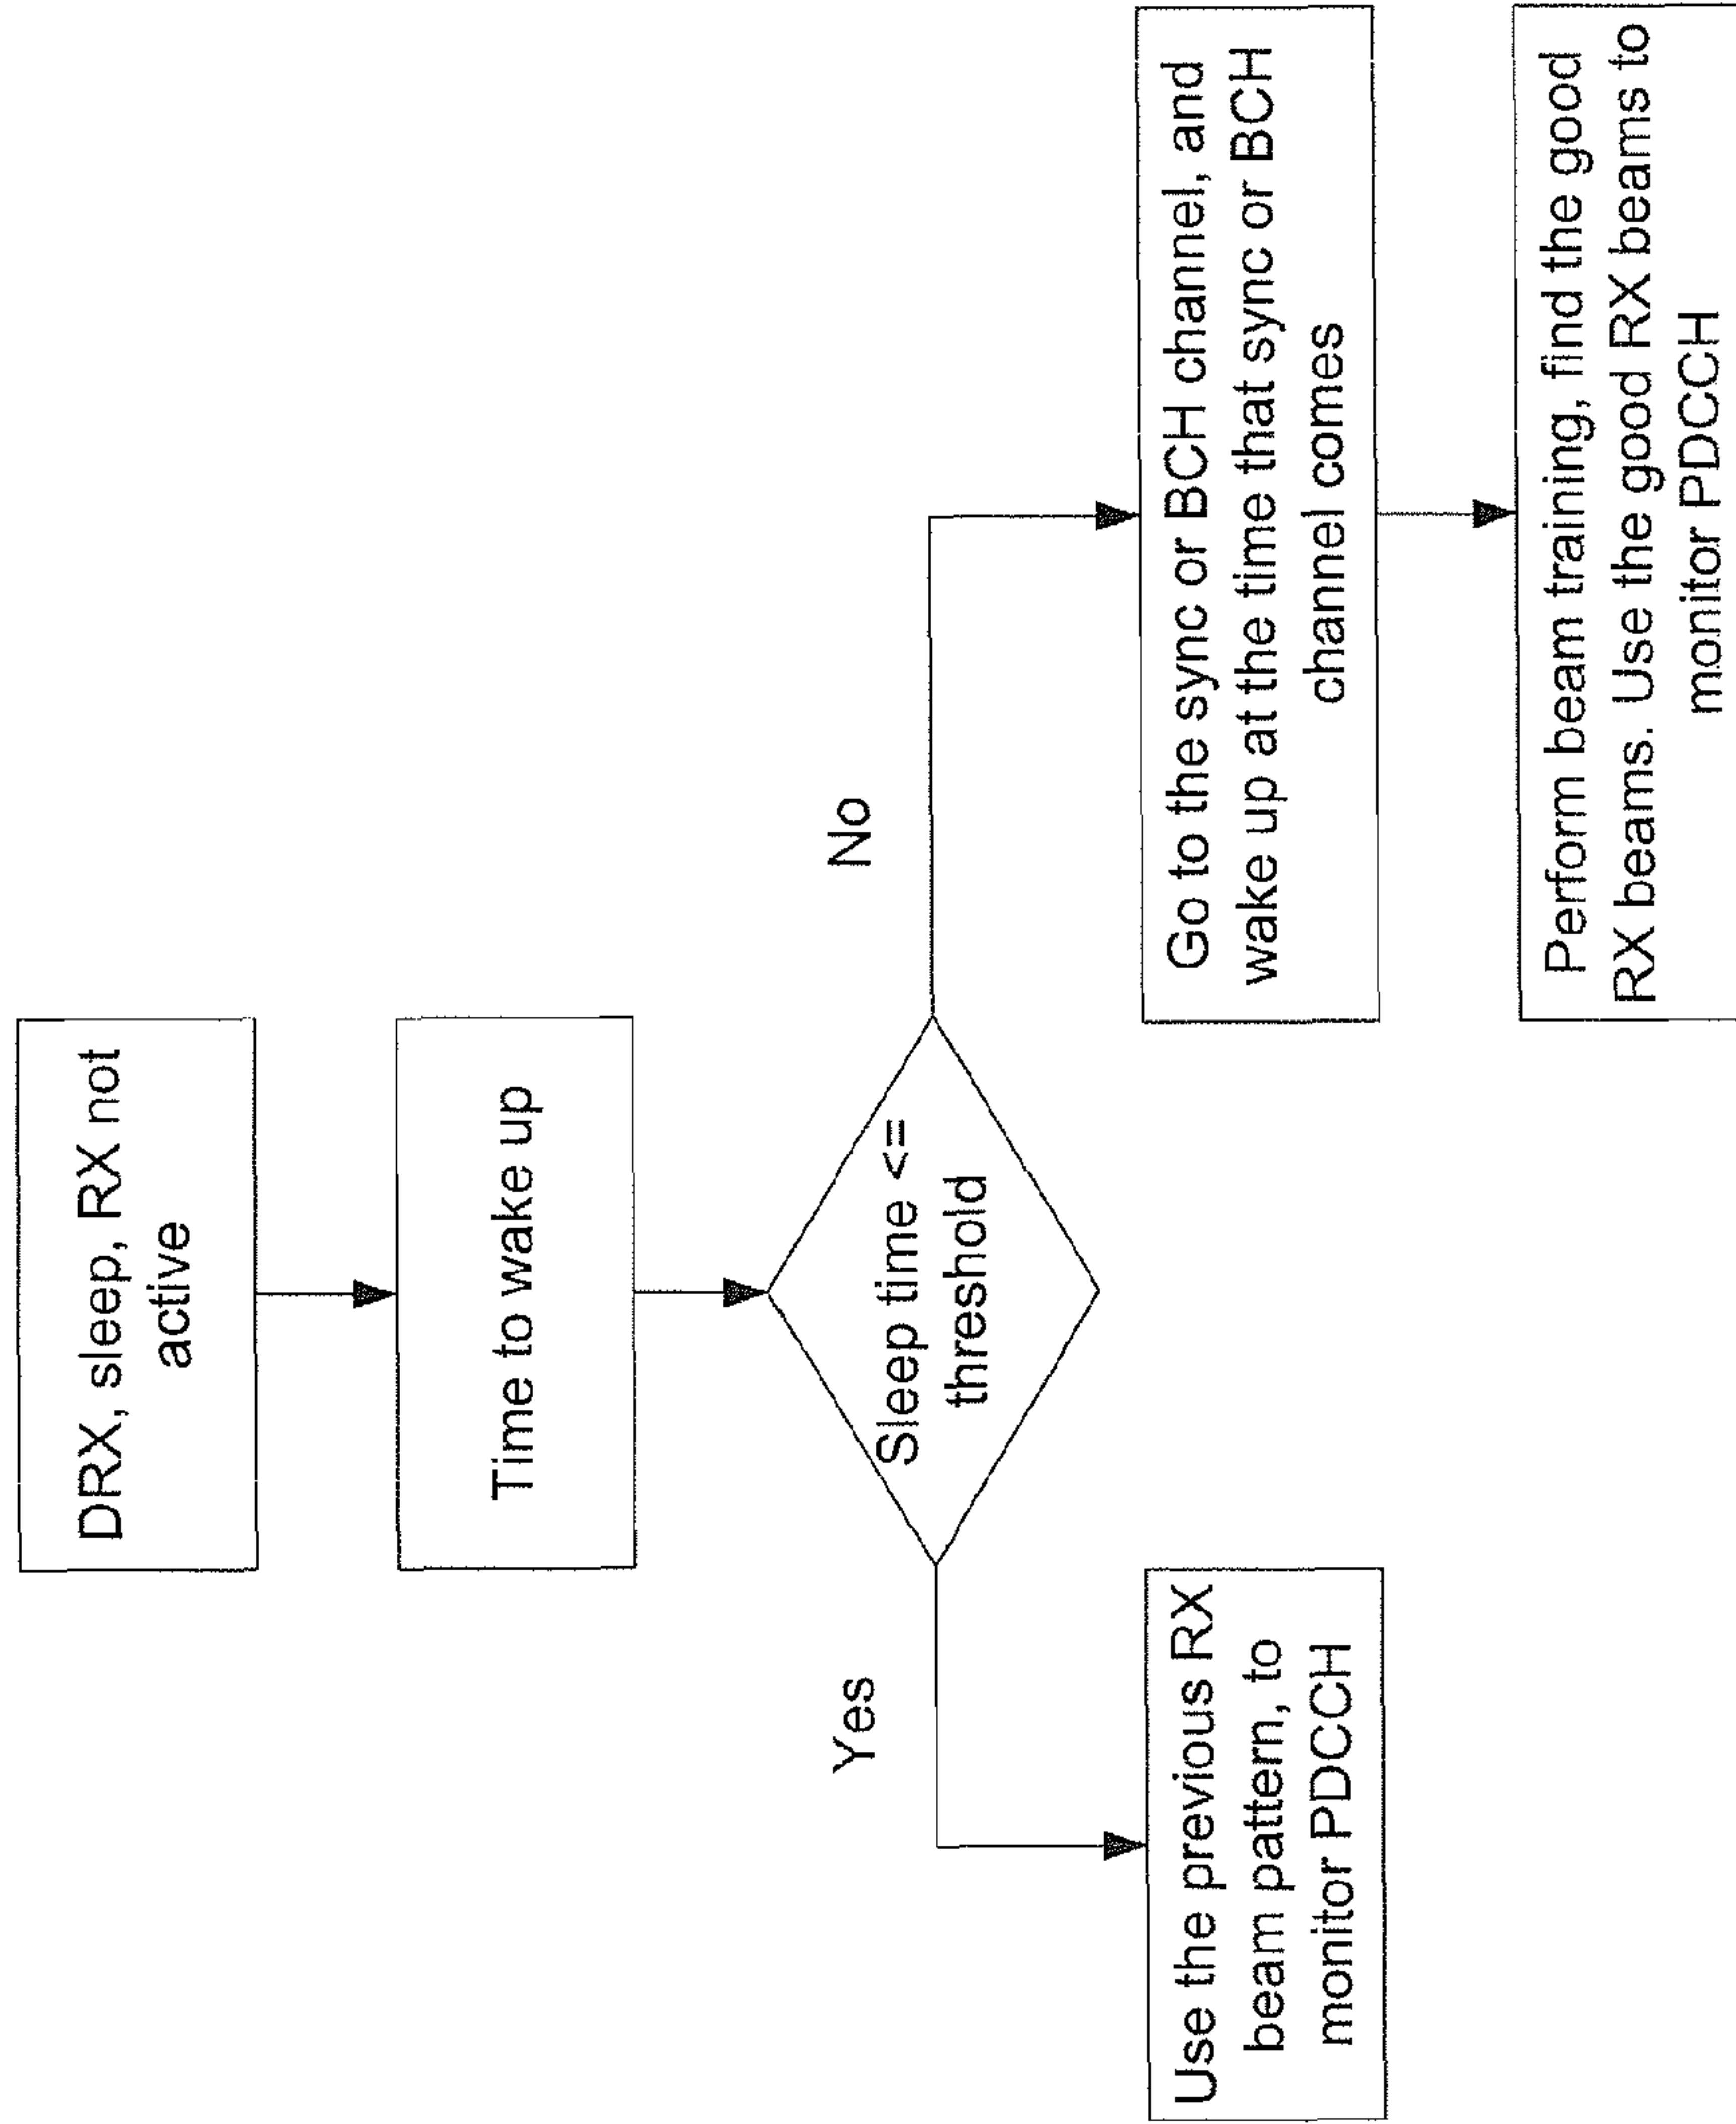 DRX, sleep, RX not
active
Time to wake up
Sleep time <=
threshold
Yes
No
Use the previous RX
beam pattern, to
monitor PDCCH
Go to the sync or BCH channel, and
wake up at the time that sync or BCH
channel comes
Perform beam training, find the good
RX beams. Use the good RX beams to
monitor PDCCH